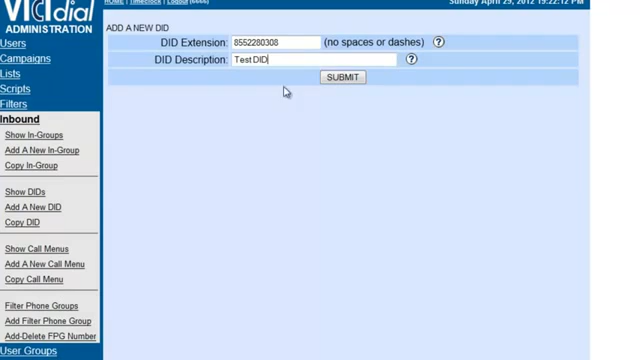 VICIdial
ADMINISTRATION
HOME | Timeclock | Logout (6666)
Sunday April 29, 2012 19:22:12 PM
Users
Campaigns
Lists
Scripts
Filters
Inbound
Show In-Groups
Add A New In-Group
Copy In-Group
Show DIDs
Add A New DID
Copy DID
Show Call Menus
Add A New Call Menu
Copy Call Menu
Filter Phone Groups
Add Filter Phone Group
Add-Delete FPG Number
User Groups
ADD A NEW DID
DID Extension: 8552280308 (no spaces or dashes) ?
DID Description: Test DID ?
SUBMIT